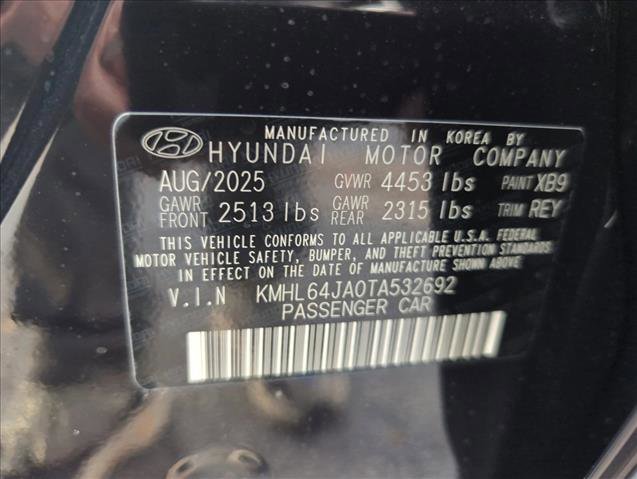 MANUFACTURED IN KOREA BY
HYUNDAI MOTOR COMPANY
AUG/2025 GVWR 4453 lbs PAINT XB9
GAWR FRONT 2513 lbs GAWR REAR 2315 lbs TRIM REY
THIS VEHICLE CONFORMS TO ALL APPLICABLE U.S.A. FEDERAL
MOTOR VEHICLE SAFETY, BUMPER, AND THEFT PREVENTION STANDARDS
IN EFFECT ON THE DATE OF MANUFACTURE SHOWN ABOVE.
V.I.N KMHL64JA0TA532692
PASSENGER CAR